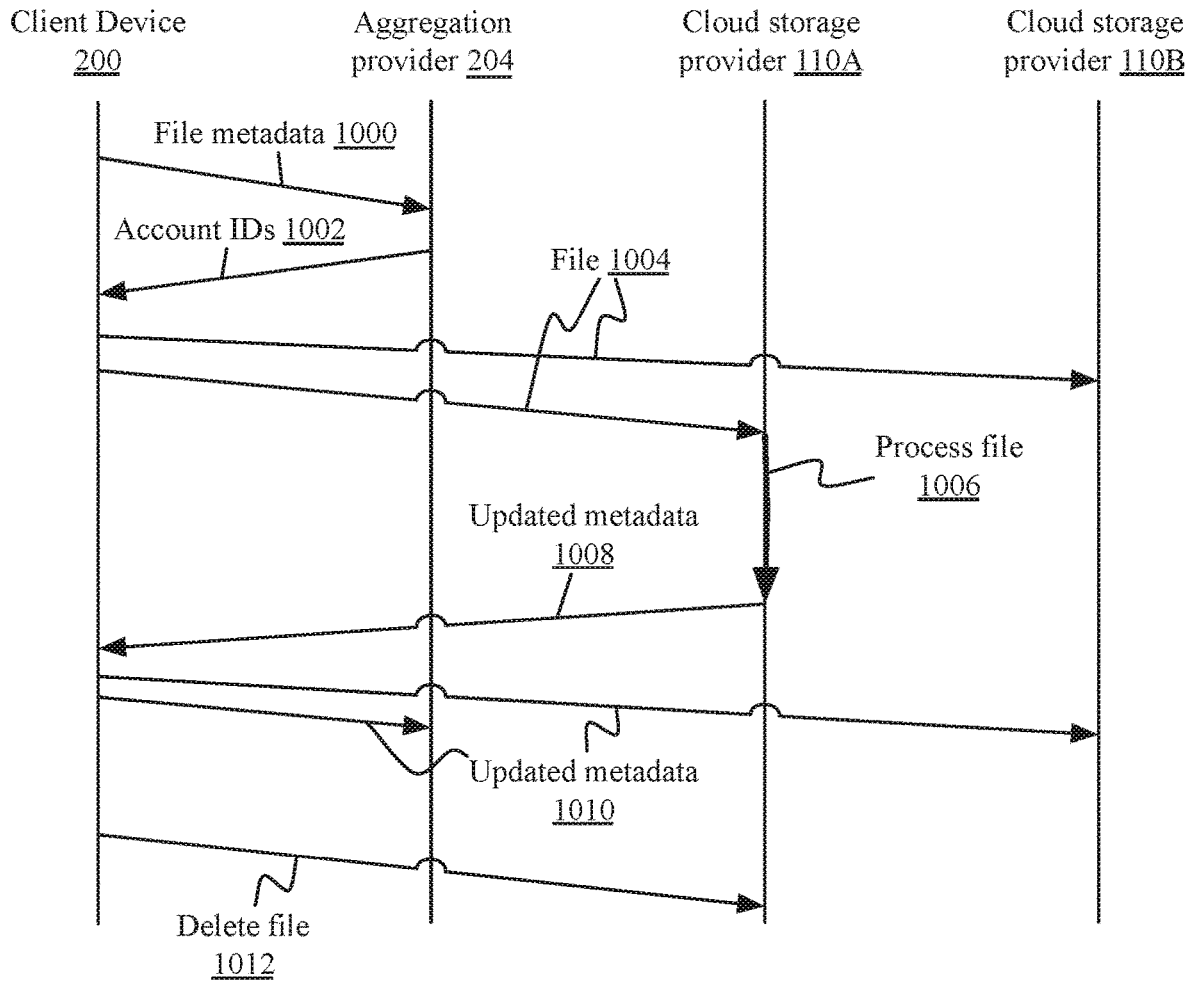 Client Device
200
Aggregation
provider 204
Cloud storage
provider 110A
Cloud storage
provider 110B
File metadata 1000
Account IDs 1002
File 1004
Process file
1006
Updated metadata
1008
Updated metadata
1010
Delete file
1012